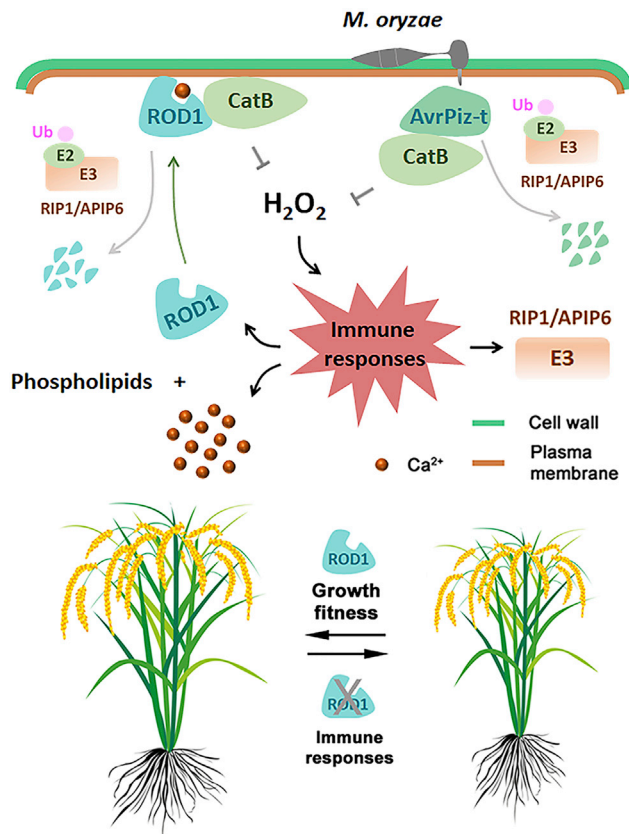 M. oryzae
ROD1
CatB
AvrPiz-t
CatB
Ub
E2
E3
RIP1/APIP6
Ub
E2
E3
RIP1/APIP6
H₂O₂
ROD1
Immune
responses
RIP1/APIP6
E3
Phospholipids +
Cell wall
Ca²⁺
Plasma
membrane
ROD1
Growth
fitness
ROD1
Immune
responses